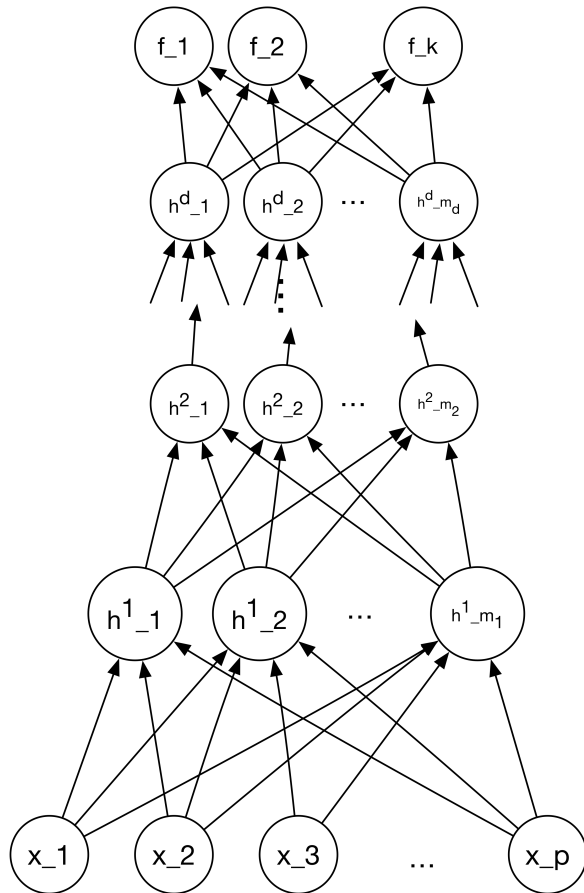 f_1 f_2 f_k
h^d_1 h^d_2 ... h^d_m_d
⋮
h^2_1 h^2_2 ... h^2_m_2
h^1_1 h^1_2 ... h^1_m_1
x_1 x_2 x_3 ... x_p